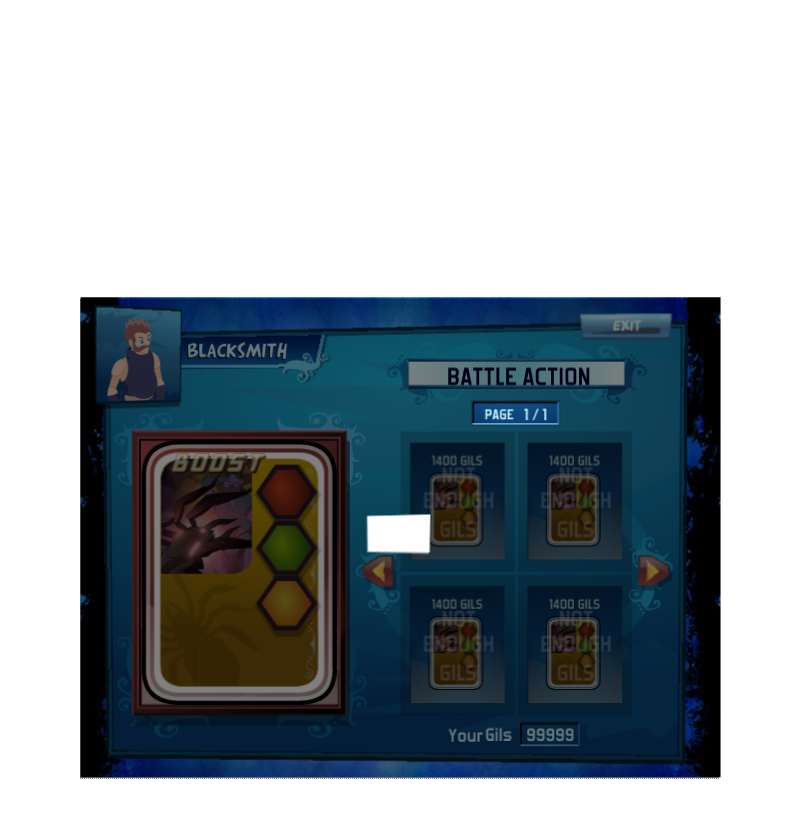 EXIT
BLACKSMITH
BATTLE ACTION
PAGE 1/1
BOOST
1400 GILS
NOT
ENOUGH
GILS
1400 GILS
NOT
ENOUGH
GILS
1400 GILS
NOT
ENOUGH
GILS
1400 GILS
NOT
ENOUGH
GILS
Your Gils 99999